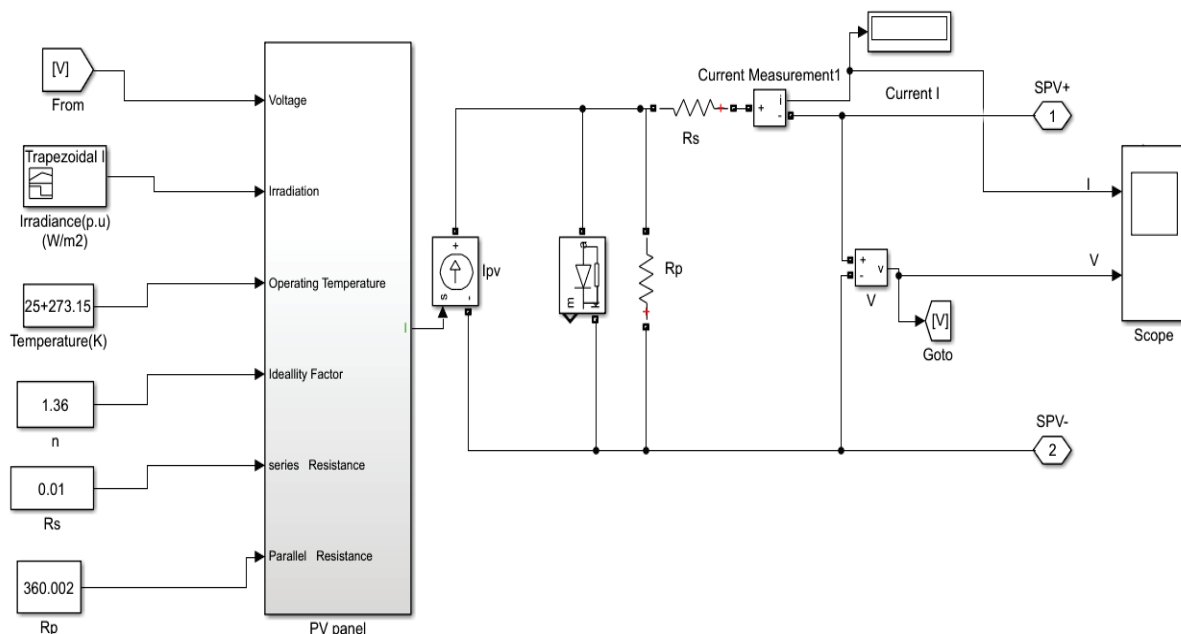 [V]
From
Trapezoidal I
Irradiance(p.u)
(W/m2)
25+273.15
Temperature(K)
1.36
n
0.01
Rs
360.002
Rp
Voltage
Irradiation
Operating Temperature
Ideallity Factor
series Resistance
Parallel Resistance
I
PV panel
+
s
-
Ipv
a
m
k
Rp
+
Rs
+
Current Measurement1
+
i
-
Current I
SPV+
1
I
V
+
-
v
V
[V]
Goto
Scope
SPV-
2